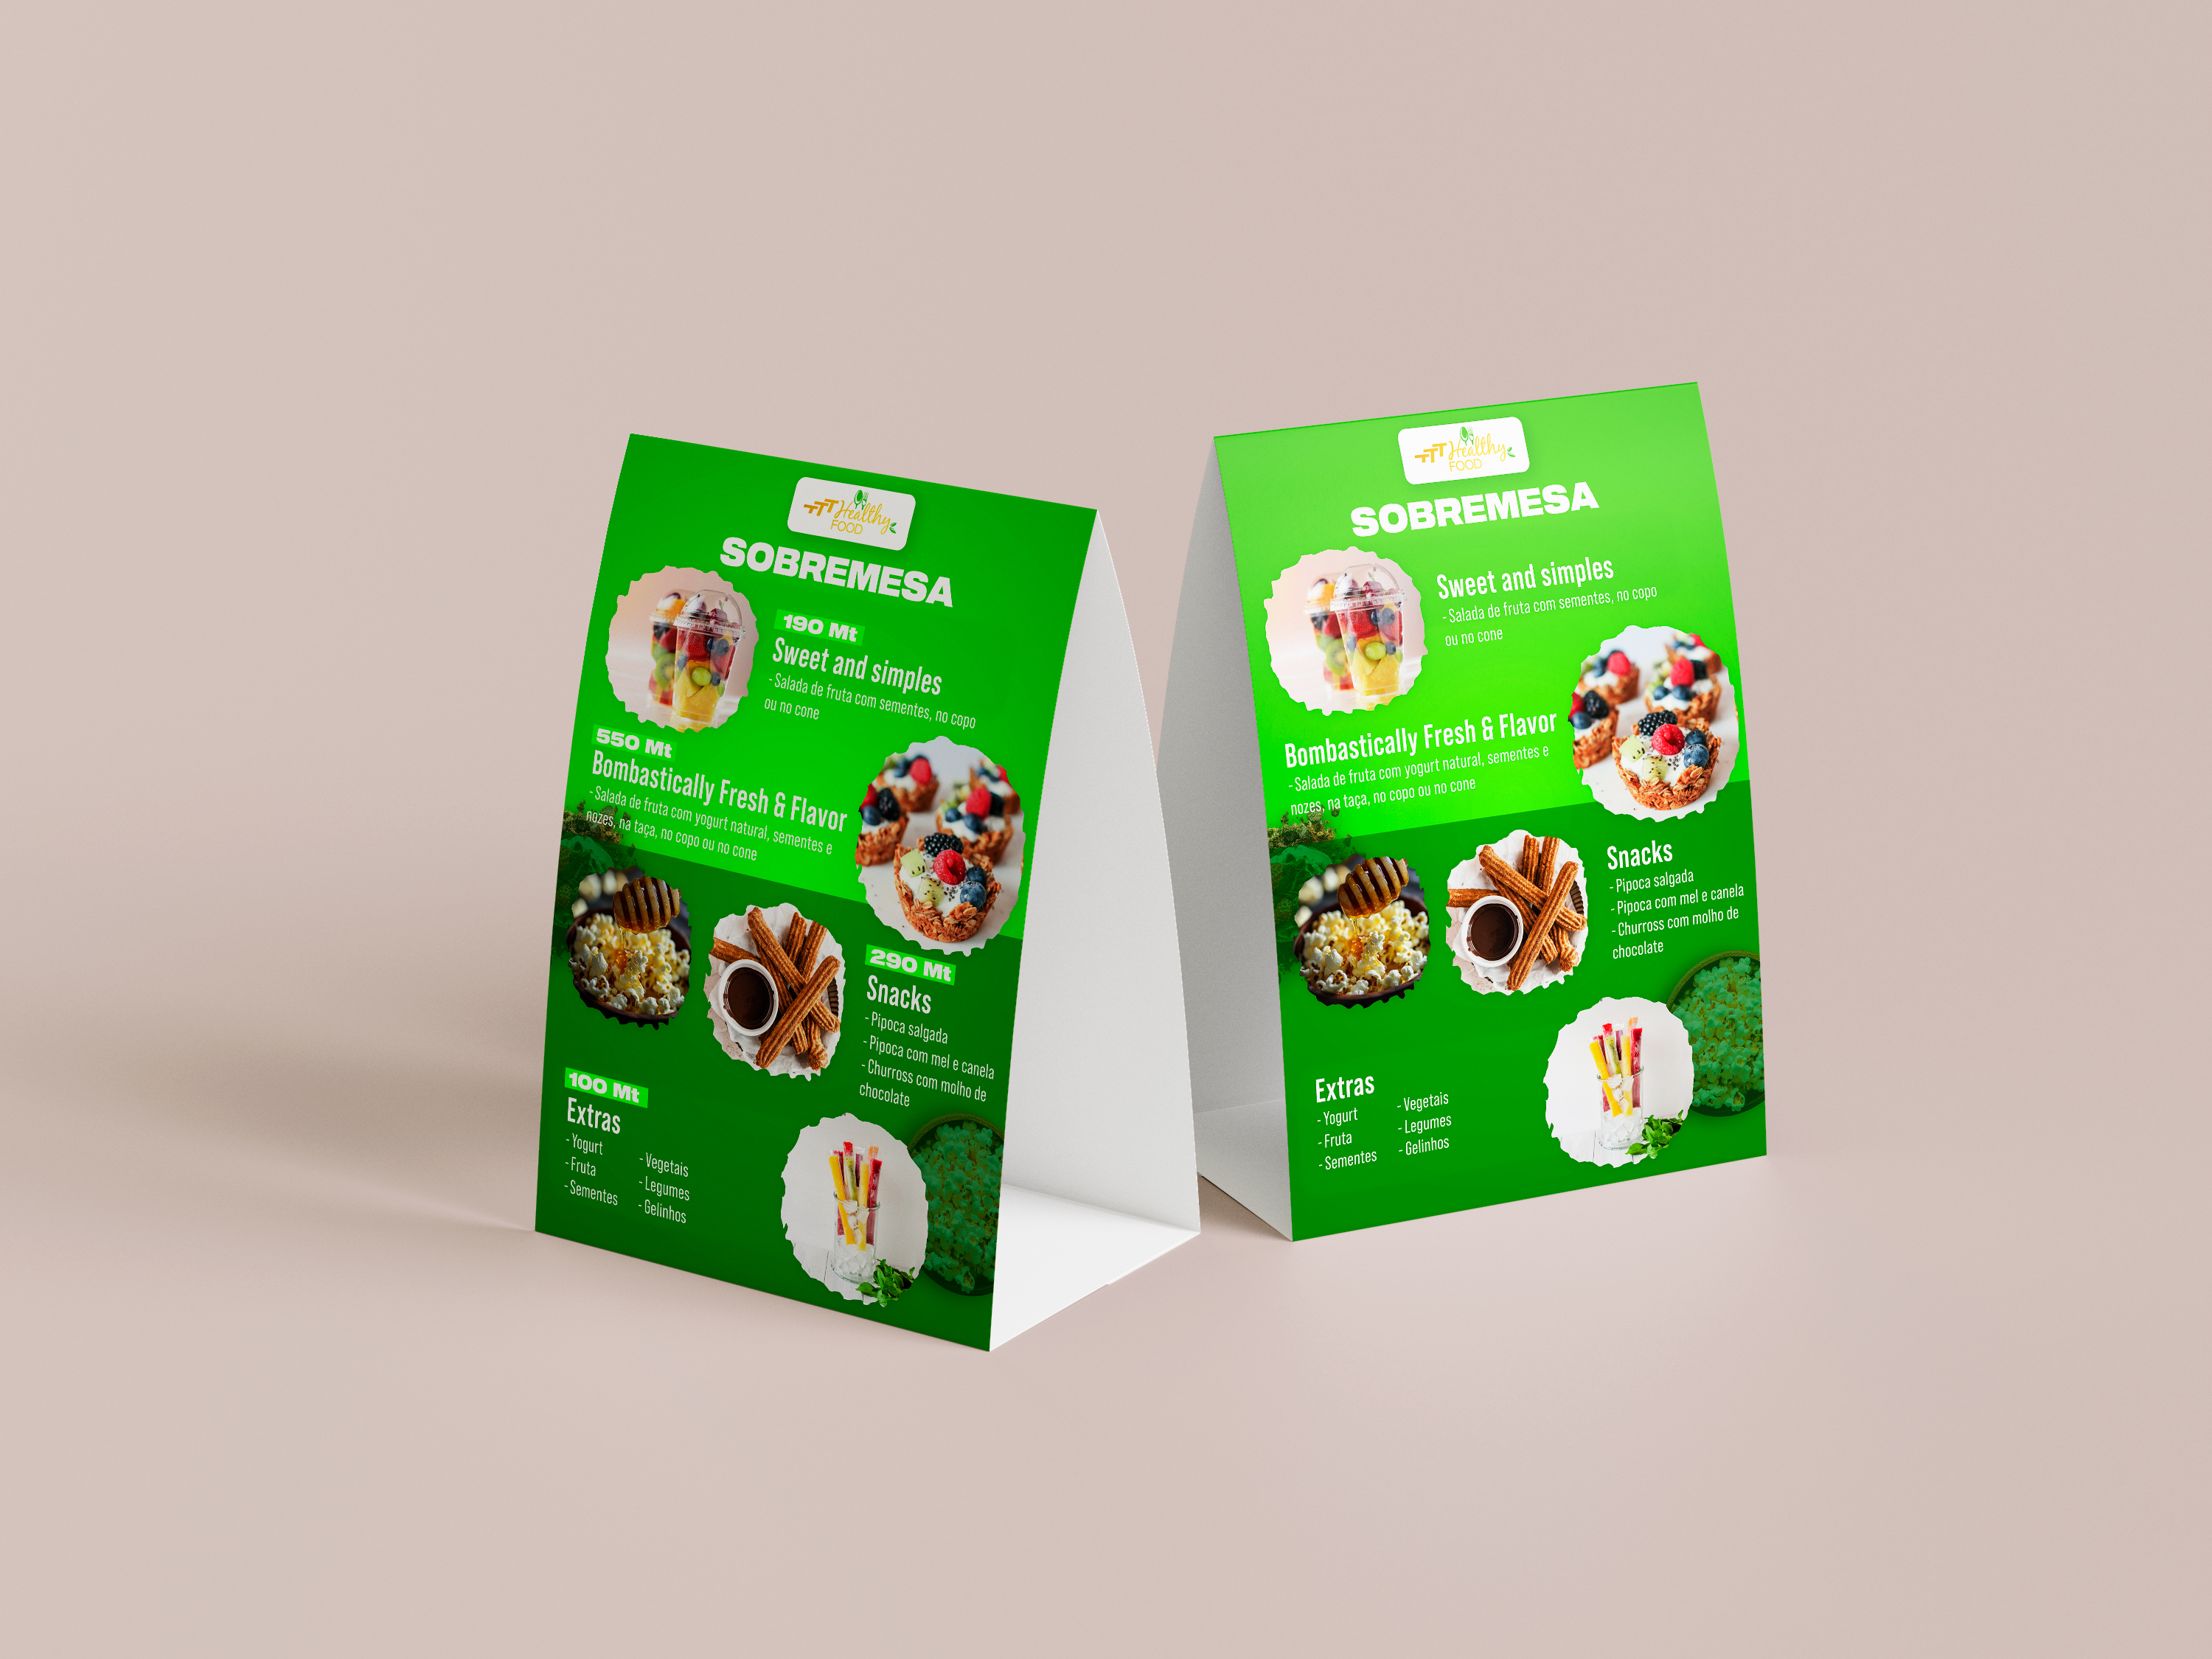 TTT Healthy
FOOD
SOBREMESA
190 Mt
Sweet and simples
- Salada de fruta com sementes, no copo
ou no cone
550 Mt
Bombastically Fresh & Flavor
- Salada de fruta com yogurt natural, sementes e
nozes, na taça, no copo ou no cone
290 Mt
Snacks
- Pipoca salgada
- Pipoca com mel e canela
- Churross com molho de
chocolate
100 Mt
Extras
- Yogurt
- Fruta
- Sementes
- Vegetais
- Legumes
- Gelinhos
TTT Healthy
FOOD
SOBREMESA
Sweet and simples
- Salada de fruta com sementes, no copo
ou no cone
Bombastically Fresh & Flavor
- Salada de fruta com yogurt natural, sementes e
nozes, na taça, no copo ou no cone
Snacks
- Pipoca salgada
- Pipoca com mel e canela
- Churross com molho de
chocolate
Extras
- Yogurt
- Fruta
- Sementes
- Vegetais
- Legumes
- Gelinhos